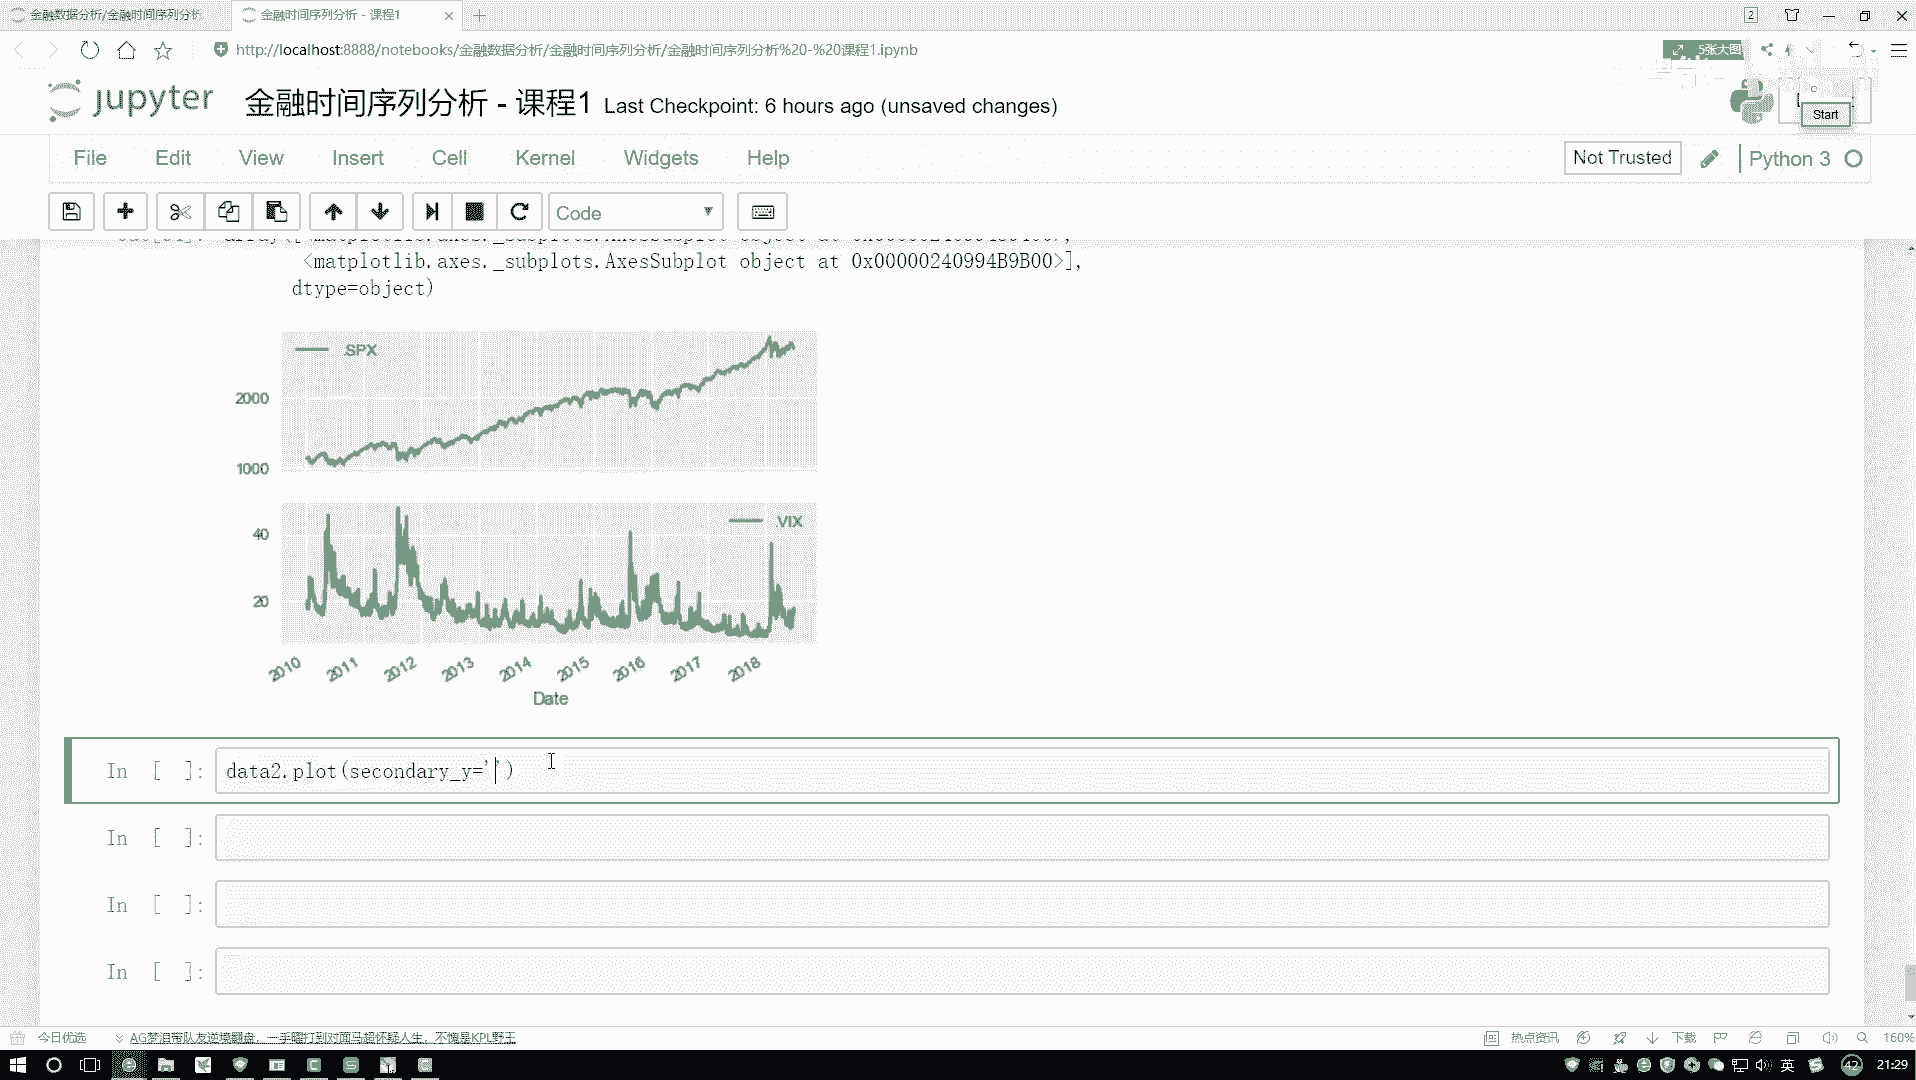 金融数据分析/金融时间序列分析
金融时间序列分析 - 课程1
2
http://localhost:8888/notebooks/金融数据分析/金融时间序列分析/金融时间序列分析%20-%20课程1.ipynb
5张大图
jupyter 金融时间序列分析 - 课程1 Last Checkpoint: 6 hours ago (unsaved changes)
Start
File Edit View Insert Cell Kernel Widgets Help
Not Trusted
Python 3
Code
<matplotlib.axes._subplots.AxesSubplot object at 0x00000240994B9B00>],
dtype=object)
.SPX
2000
1000
.VIX
40
20
2010 2011 2012 2013 2014 2015 2016 2017 2018
Date
In [ ]: data2.plot(secondary_y='')
In [ ]:
In [ ]:
In [ ]:
今日优选
AG梦泪带队友逆境翻盘，一手曜打到对面马超怀疑人生，不愧是KPL野王
热点资讯
下载
160%
英
42
21:29